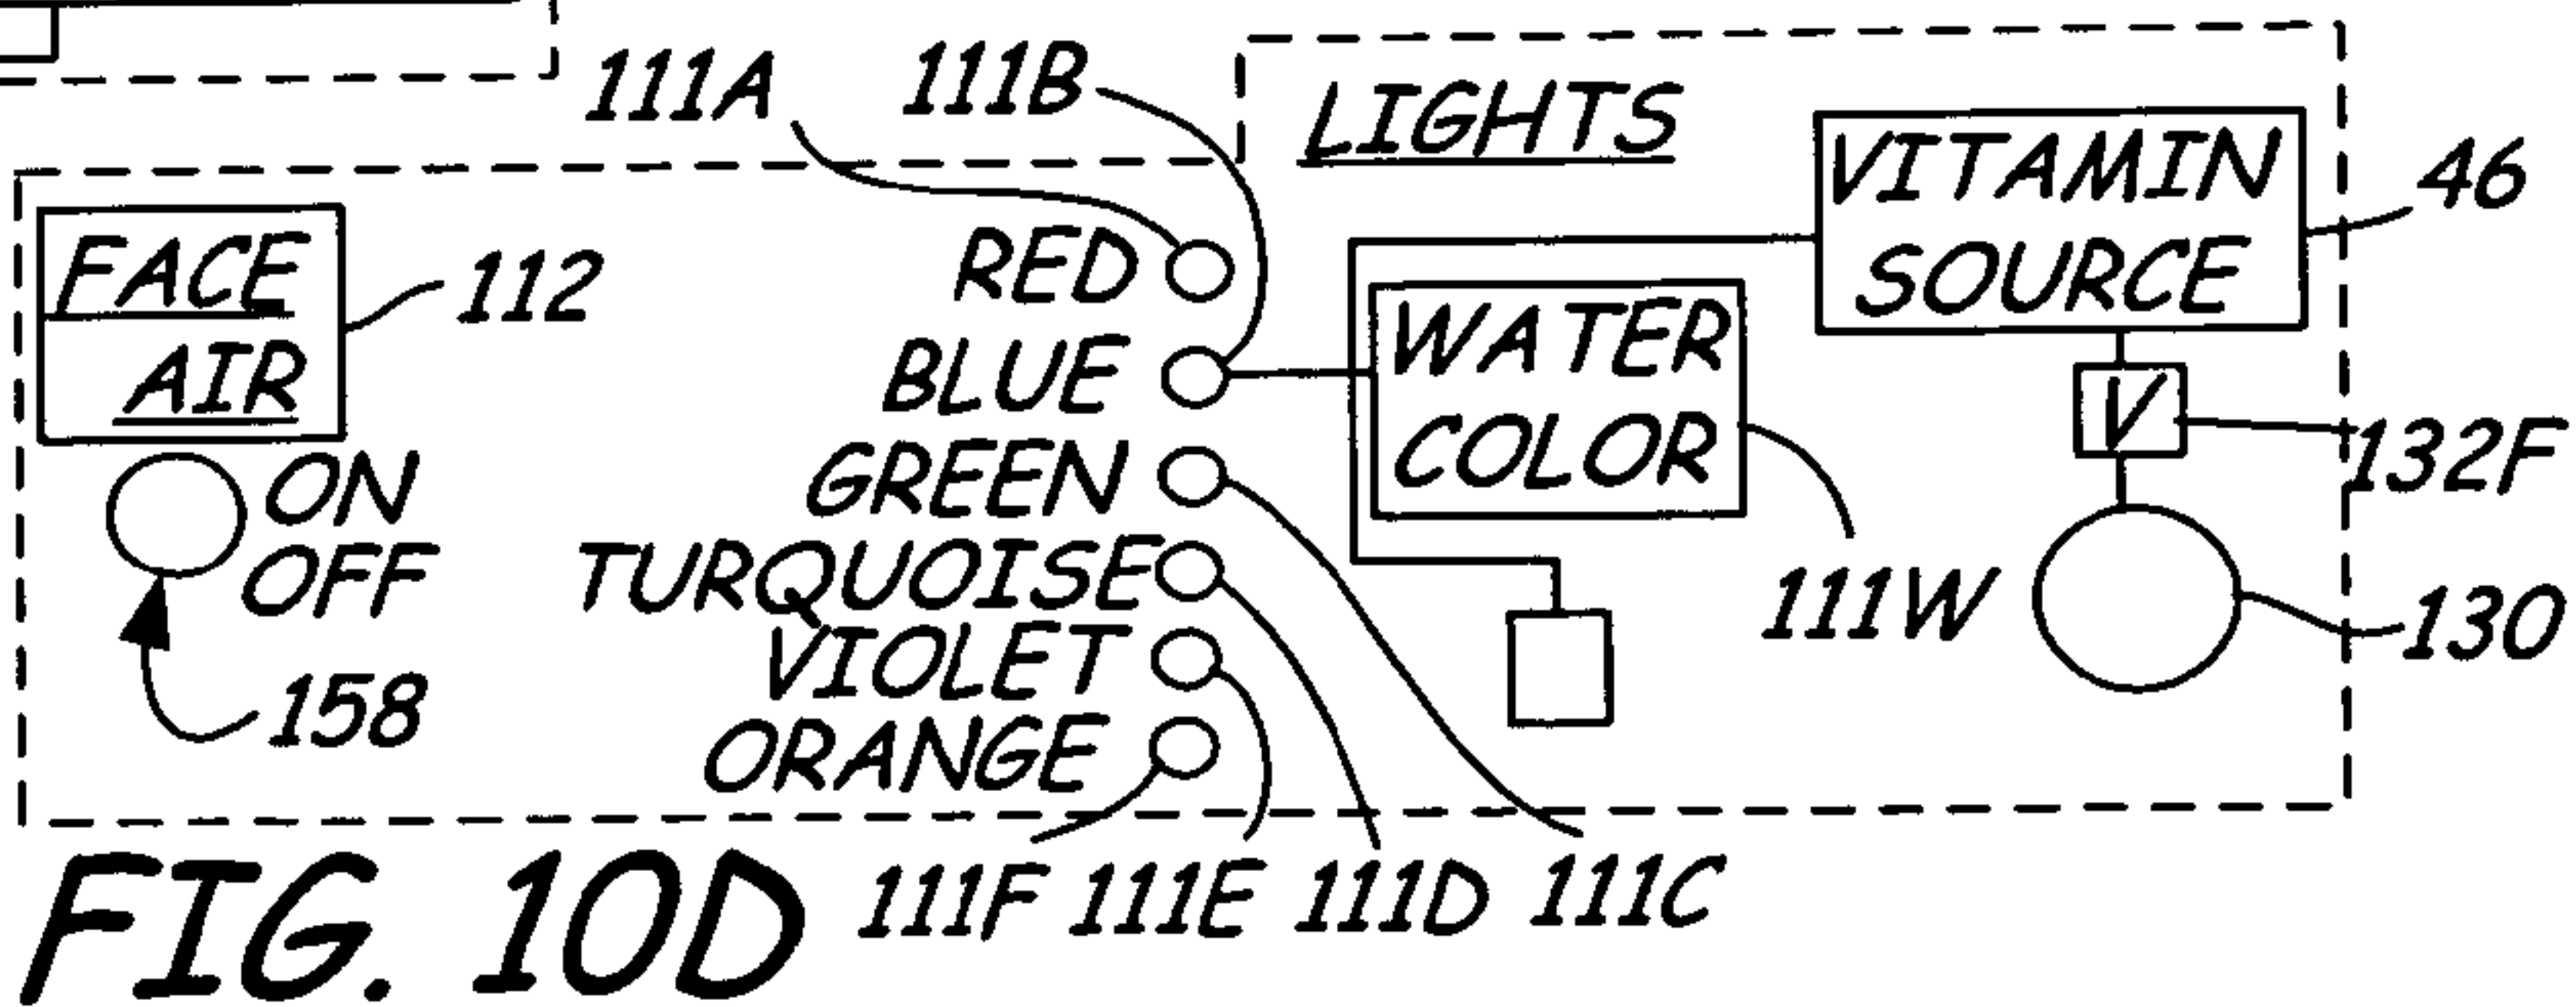 111A
111B
LIGHTS
VITAMIN
SOURCE
46
FACE
AIR
112
RED
BLUE
GREEN
TURQUOISE
VIOLET
ORANGE
WATER
COLOR
111W
V
132F
130
ON
OFF
158
111F 111E 111D 111C
FIG. 10D